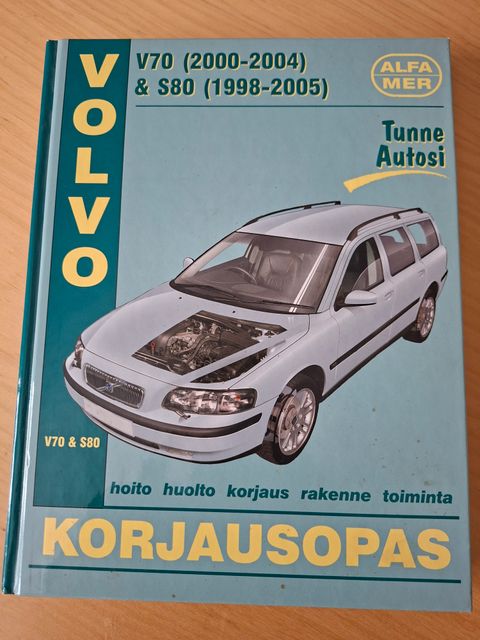 VOLVO
V70 (2000-2004)
& S80 (1998-2005)
ALFA
MER
Tunne
Autosi
V70 & S80
hoito huolto korjaus rakenne toiminta
KORJAUSOPAS